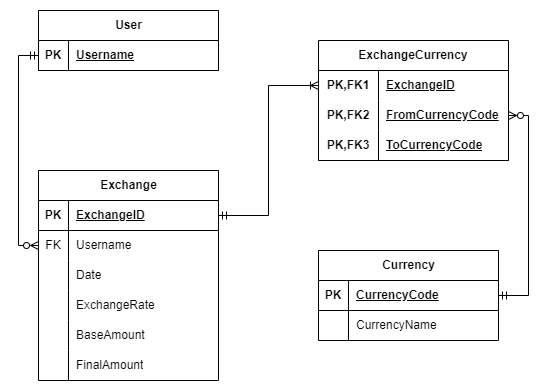 User
PK Username
ExchangeCurrency
PK,FK1 ExchangeID
PK,FK2 FromCurrencyCode
PK,FK3 ToCurrencyCode
Exchange
PK ExchangeID
FK Username
Date
ExchangeRate
BaseAmount
FinalAmount
Currency
PK CurrencyCode
CurrencyName